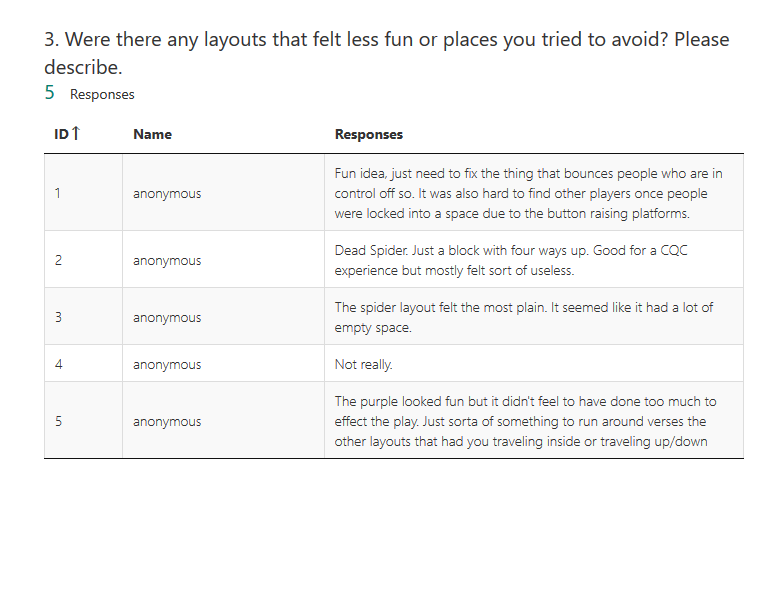 3. Were there any layouts that felt less fun or places you tried to avoid? Please
describe.
5 Responses
ID↑ Name Responses
1 anonymous Fun idea, just need to fix the thing that bounces people who are in
control off so. It was also hard to find other players once people
were locked into a space due to the button raising platforms.
2 anonymous Dead Spider. Just a block with four ways up. Good for a CQC
experience but mostly felt sort of useless.
3 anonymous The spider layout felt the most plain. It seemed like it had a lot of
empty space.
4 anonymous Not really.
5 anonymous The purple looked fun but it didn't feel to have done too much to
effect the play. Just sorta of something to run around verses the
other layouts that had you traveling inside or traveling up/down